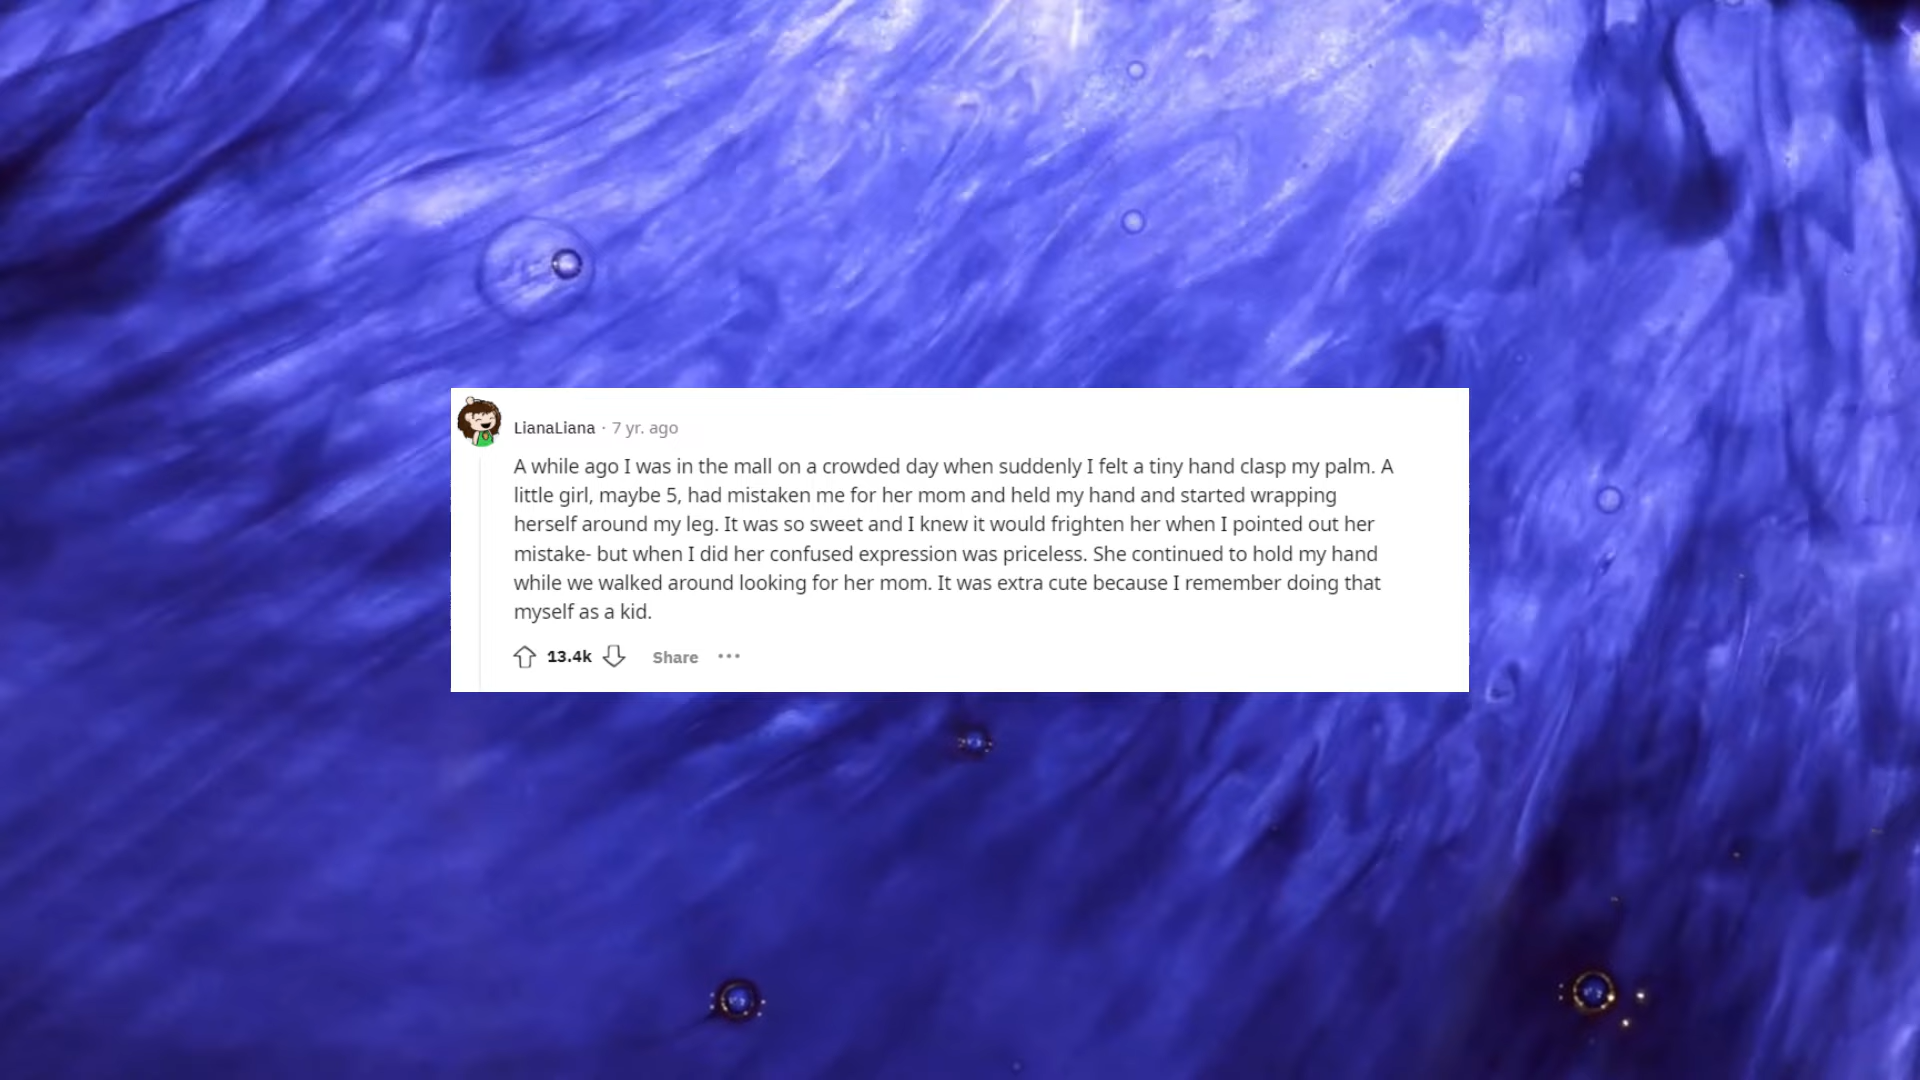 LianaLiana · 7 yr. ago
A while ago I was in the mall on a crowded day when suddenly I felt a tiny hand clasp my palm. A
little girl, maybe 5, had mistaken me for her mom and held my hand and started wrapping
herself around my leg. It was so sweet and I knew it would frighten her when I pointed out her
mistake- but when I did her confused expression was priceless. She continued to hold my hand
while we walked around looking for her mom. It was extra cute because I remember doing that
myself as a kid.
13.4k Share ···